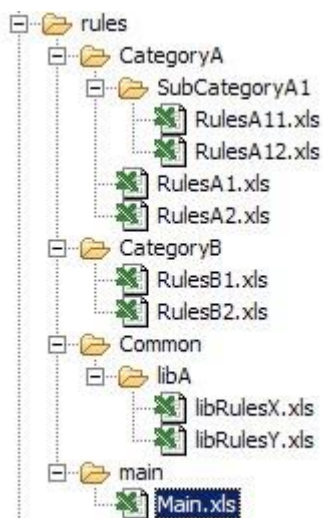 rules
CategoryA
SubCategoryA1
RulesA11.xls
RulesA12.xls
RulesA1.xls
RulesA2.xls
CategoryB
RulesB1.xls
RulesB2.xls
Common
libA
libRulesX.xls
libRulesY.xls
main
Main.xls